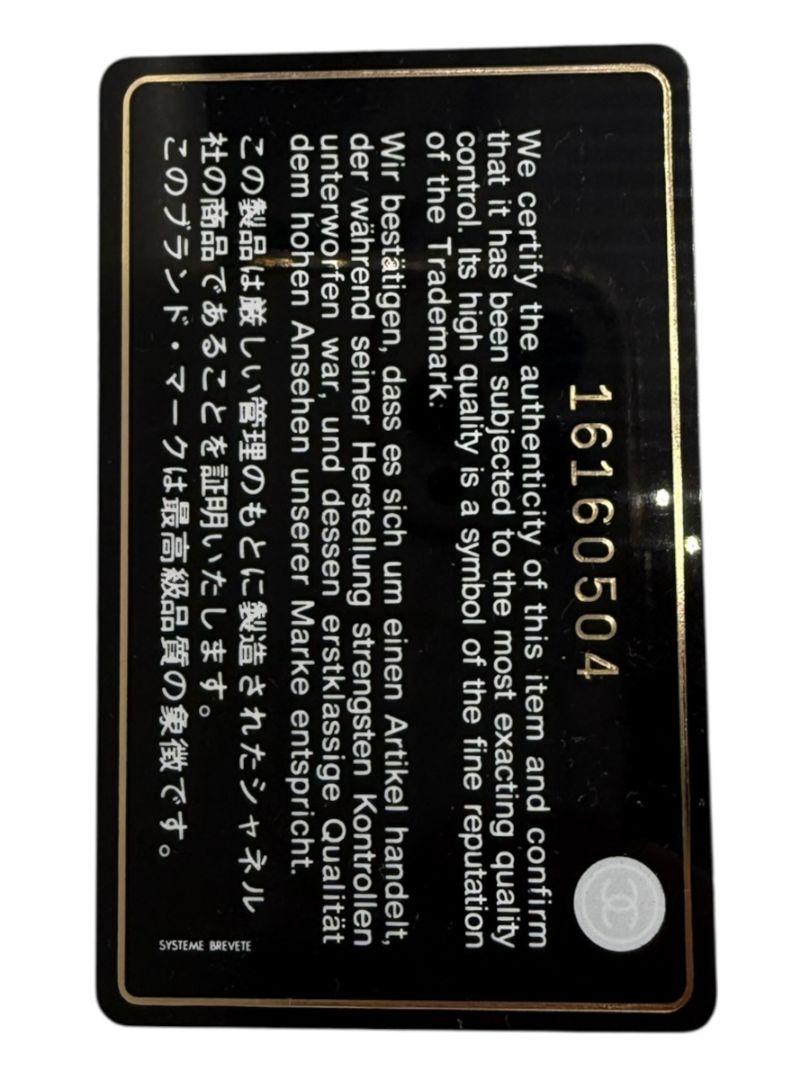 16160504
We certify the authenticity of this item and confirm
that it has been subjected to the most exacting quality
control. Its high quality is a symbol of the fine reputation
of the Trademark.
Wir bestätigen, dass es sich um einen Artikel handelt,
der während seiner Herstellung strengsten Kontrollen
unterworfen war, und dessen erstklassige Qualität
dem hohen Ansehen unserer Marke entspricht.
この製品は厳しい管理のもとに製造されたシャネル
社の商品であることを証明いたします。
このブランド・マークは最高級品質の象徴です。
SYSTEME BREVETE